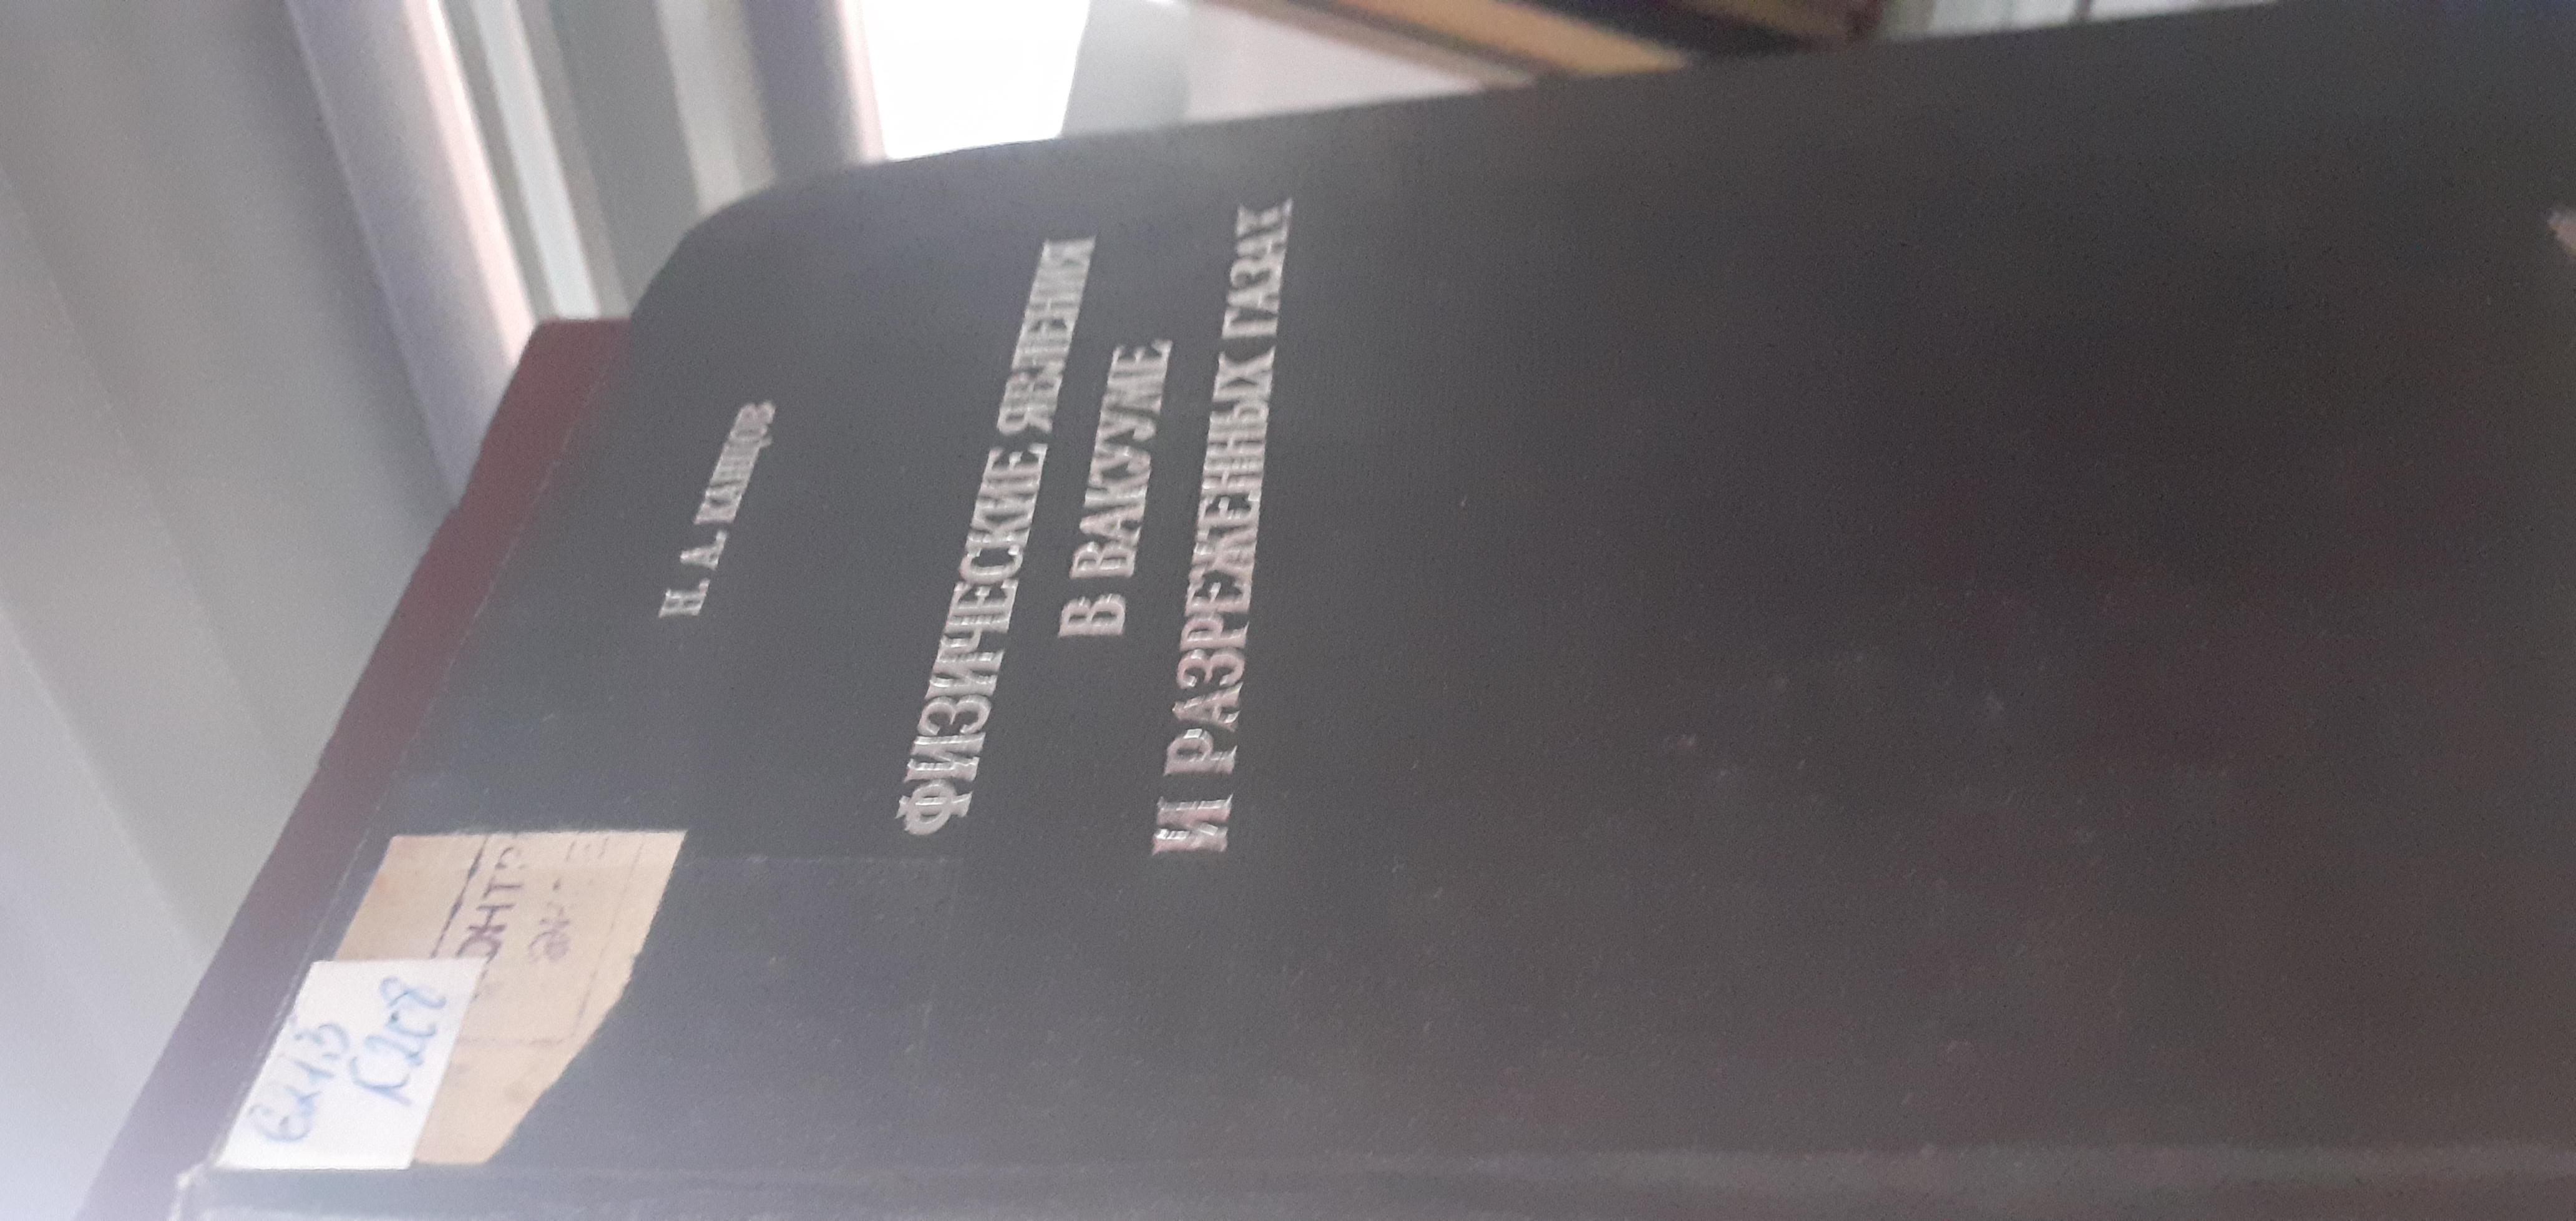 Н. А. КАПЦОВ
ФИЗИЧЕСКИЕ ЯВЛЕНИЯ
В ВАКУУМЕ
И РАЗРЕЖЕННЫХ ГАЗАХ